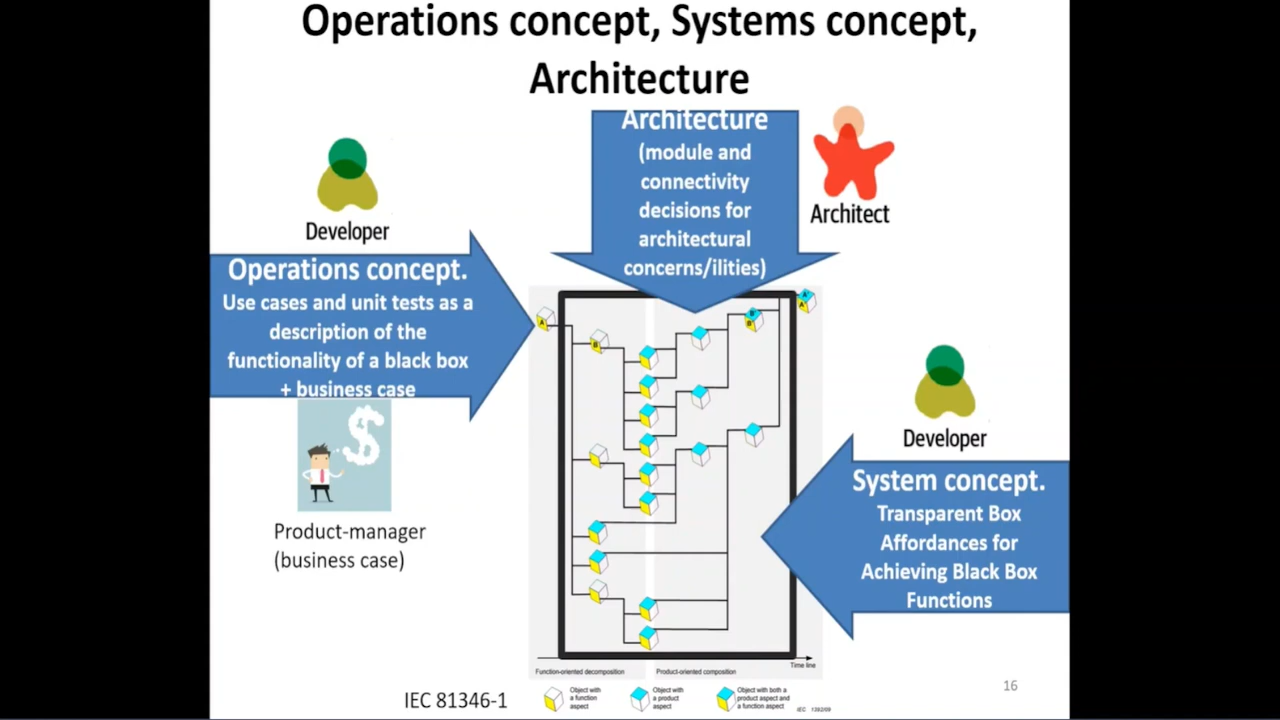 Operations concept, Systems concept,
Architecture
Architecture
(module and
connectivity
decisions for
architectural
concerns/ilities)
Architect
Developer
Operations concept.
Use cases and unit tests as a
description of the
functionality of a black box
+ business case
Product-manager
(business case)
Developer
System concept.
Transparent Box
Affordances for
Achieving Black Box
Functions
A
B
B'
B
A'
A
Time line
Function-oriented decomposition
Product-oriented composition
IEC 81346-1
Object with
a function
aspect
Object with
a product
aspect
Object with both a
product aspect and
a function aspect
IEC 1382/09
16